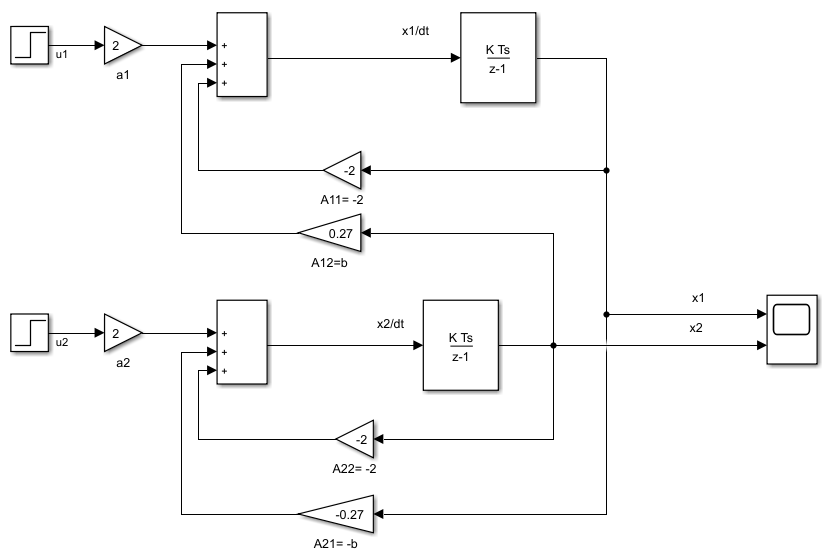 x1/dt
u1
2
a1
+
+
+
K Ts
z-1
-2
A11= -2
0.27
A12=b
x1
x2
u2
2
a2
+
+
+
x2/dt
K Ts
z-1
-2
A22= -2
-0.27
A21= -b